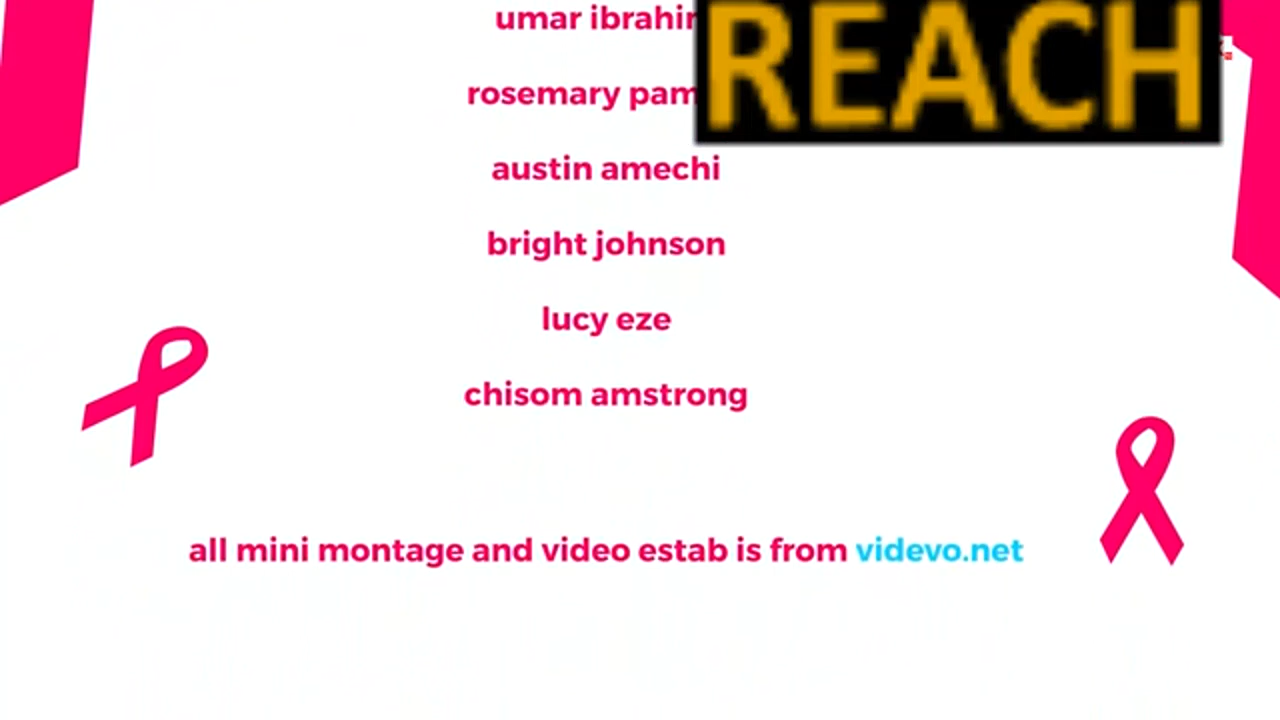 umar
REACH
rosemary
austin amechi
bright johnson
lucy eze
chisom amstrong
all mini montage and video estab is from videvo.net